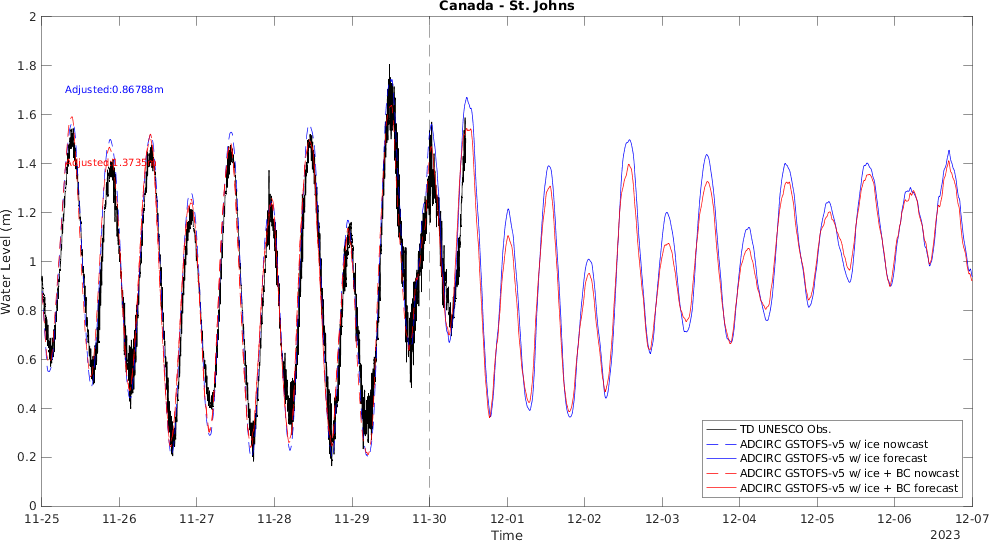 Canada - St. Johns
Water Level (m)
2
1.8
1.6
1.4
1.2
1
0.8
0.6
0.4
0.2
0
Adjusted:0.86788m
Adjusted
TD UNESCO Obs.
ADCIRC GSTOFS-v5 w/ ice nowcast
ADCIRC GSTOFS-v5 w/ ice forecast
ADCIRC GSTOFS-v5 w/ ice + BC nowcast
ADCIRC GSTOFS-v5 w/ ice + BC forecast
11-25 11-26 11-27 11-28 11-29 11-30 12-01 12-02 12-03 12-04 12-05 12-06 12-07
Time
2023